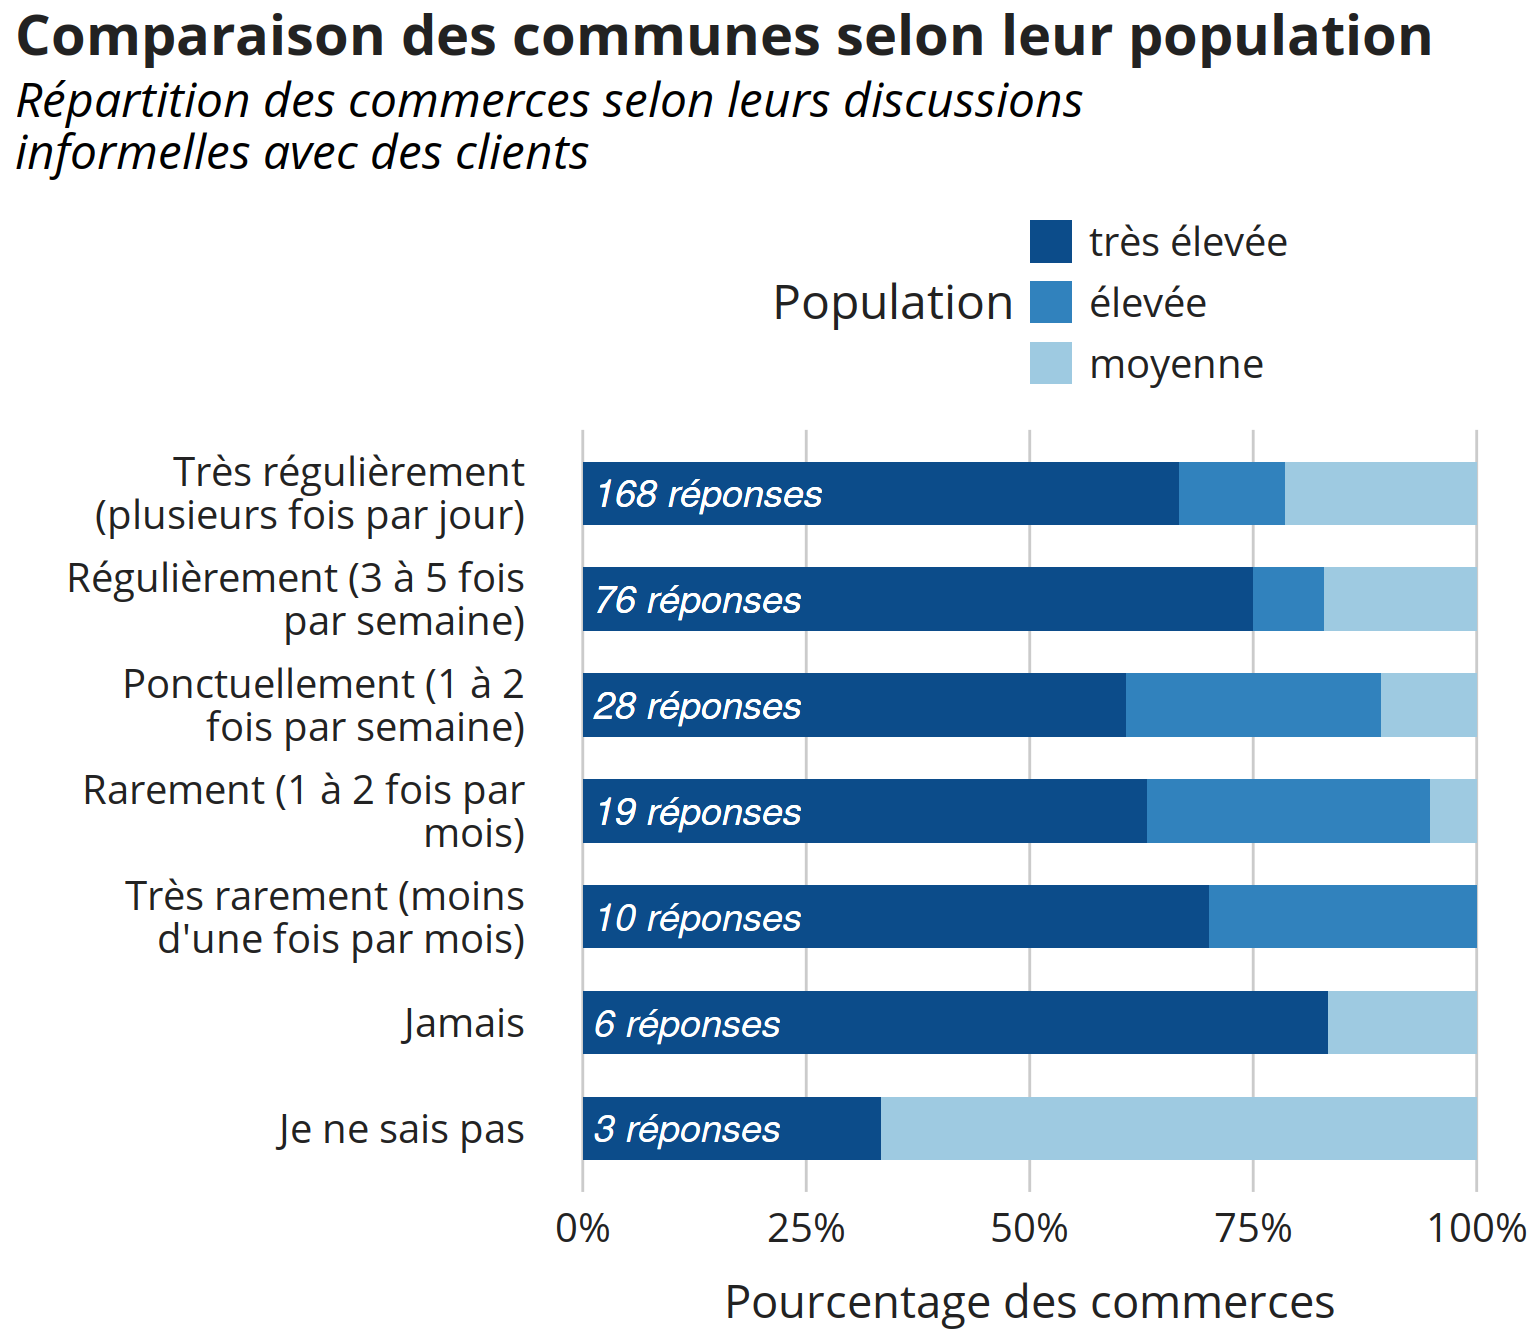 Comparaison des communes selon leur population
Répartition des commerces selon leurs discussions
informelles avec des clients
Population
très élevée
élevée
moyenne
Très régulièrement
(plusieurs fois par jour)
168 réponses
Régulièrement (3 à 5 fois
par semaine)
76 réponses
Ponctuellement (1 à 2
fois par semaine)
28 réponses
Rarement (1 à 2 fois par
mois)
19 réponses
Très rarement (moins
d'une fois par mois)
10 réponses
Jamais
6 réponses
Je ne sais pas
3 réponses
0% 25% 50% 75% 100%
Pourcentage des commerces